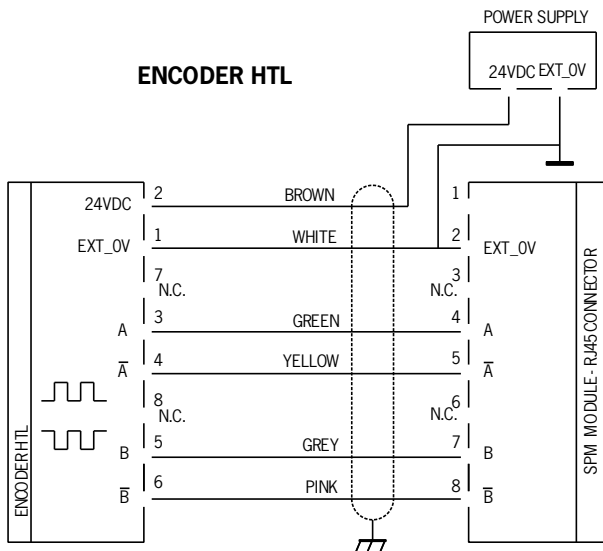 POWER SUPPLY
24VDC EXT_0V
ENCODER HTL
24VDC 2 BROWN 1
EXT_0V 1 WHITE 2 EXT_0V
7 N.C. 3 N.C.
A 3 GREEN 4 A
A̅ 4 YELLOW 5 A̅
8 N.C. 6 N.C.
B 5 GREY 7 B
B̅ 6 PINK 8 B̅
ENCODER HTL
SPM MODULE - RJ45 CONNECTOR